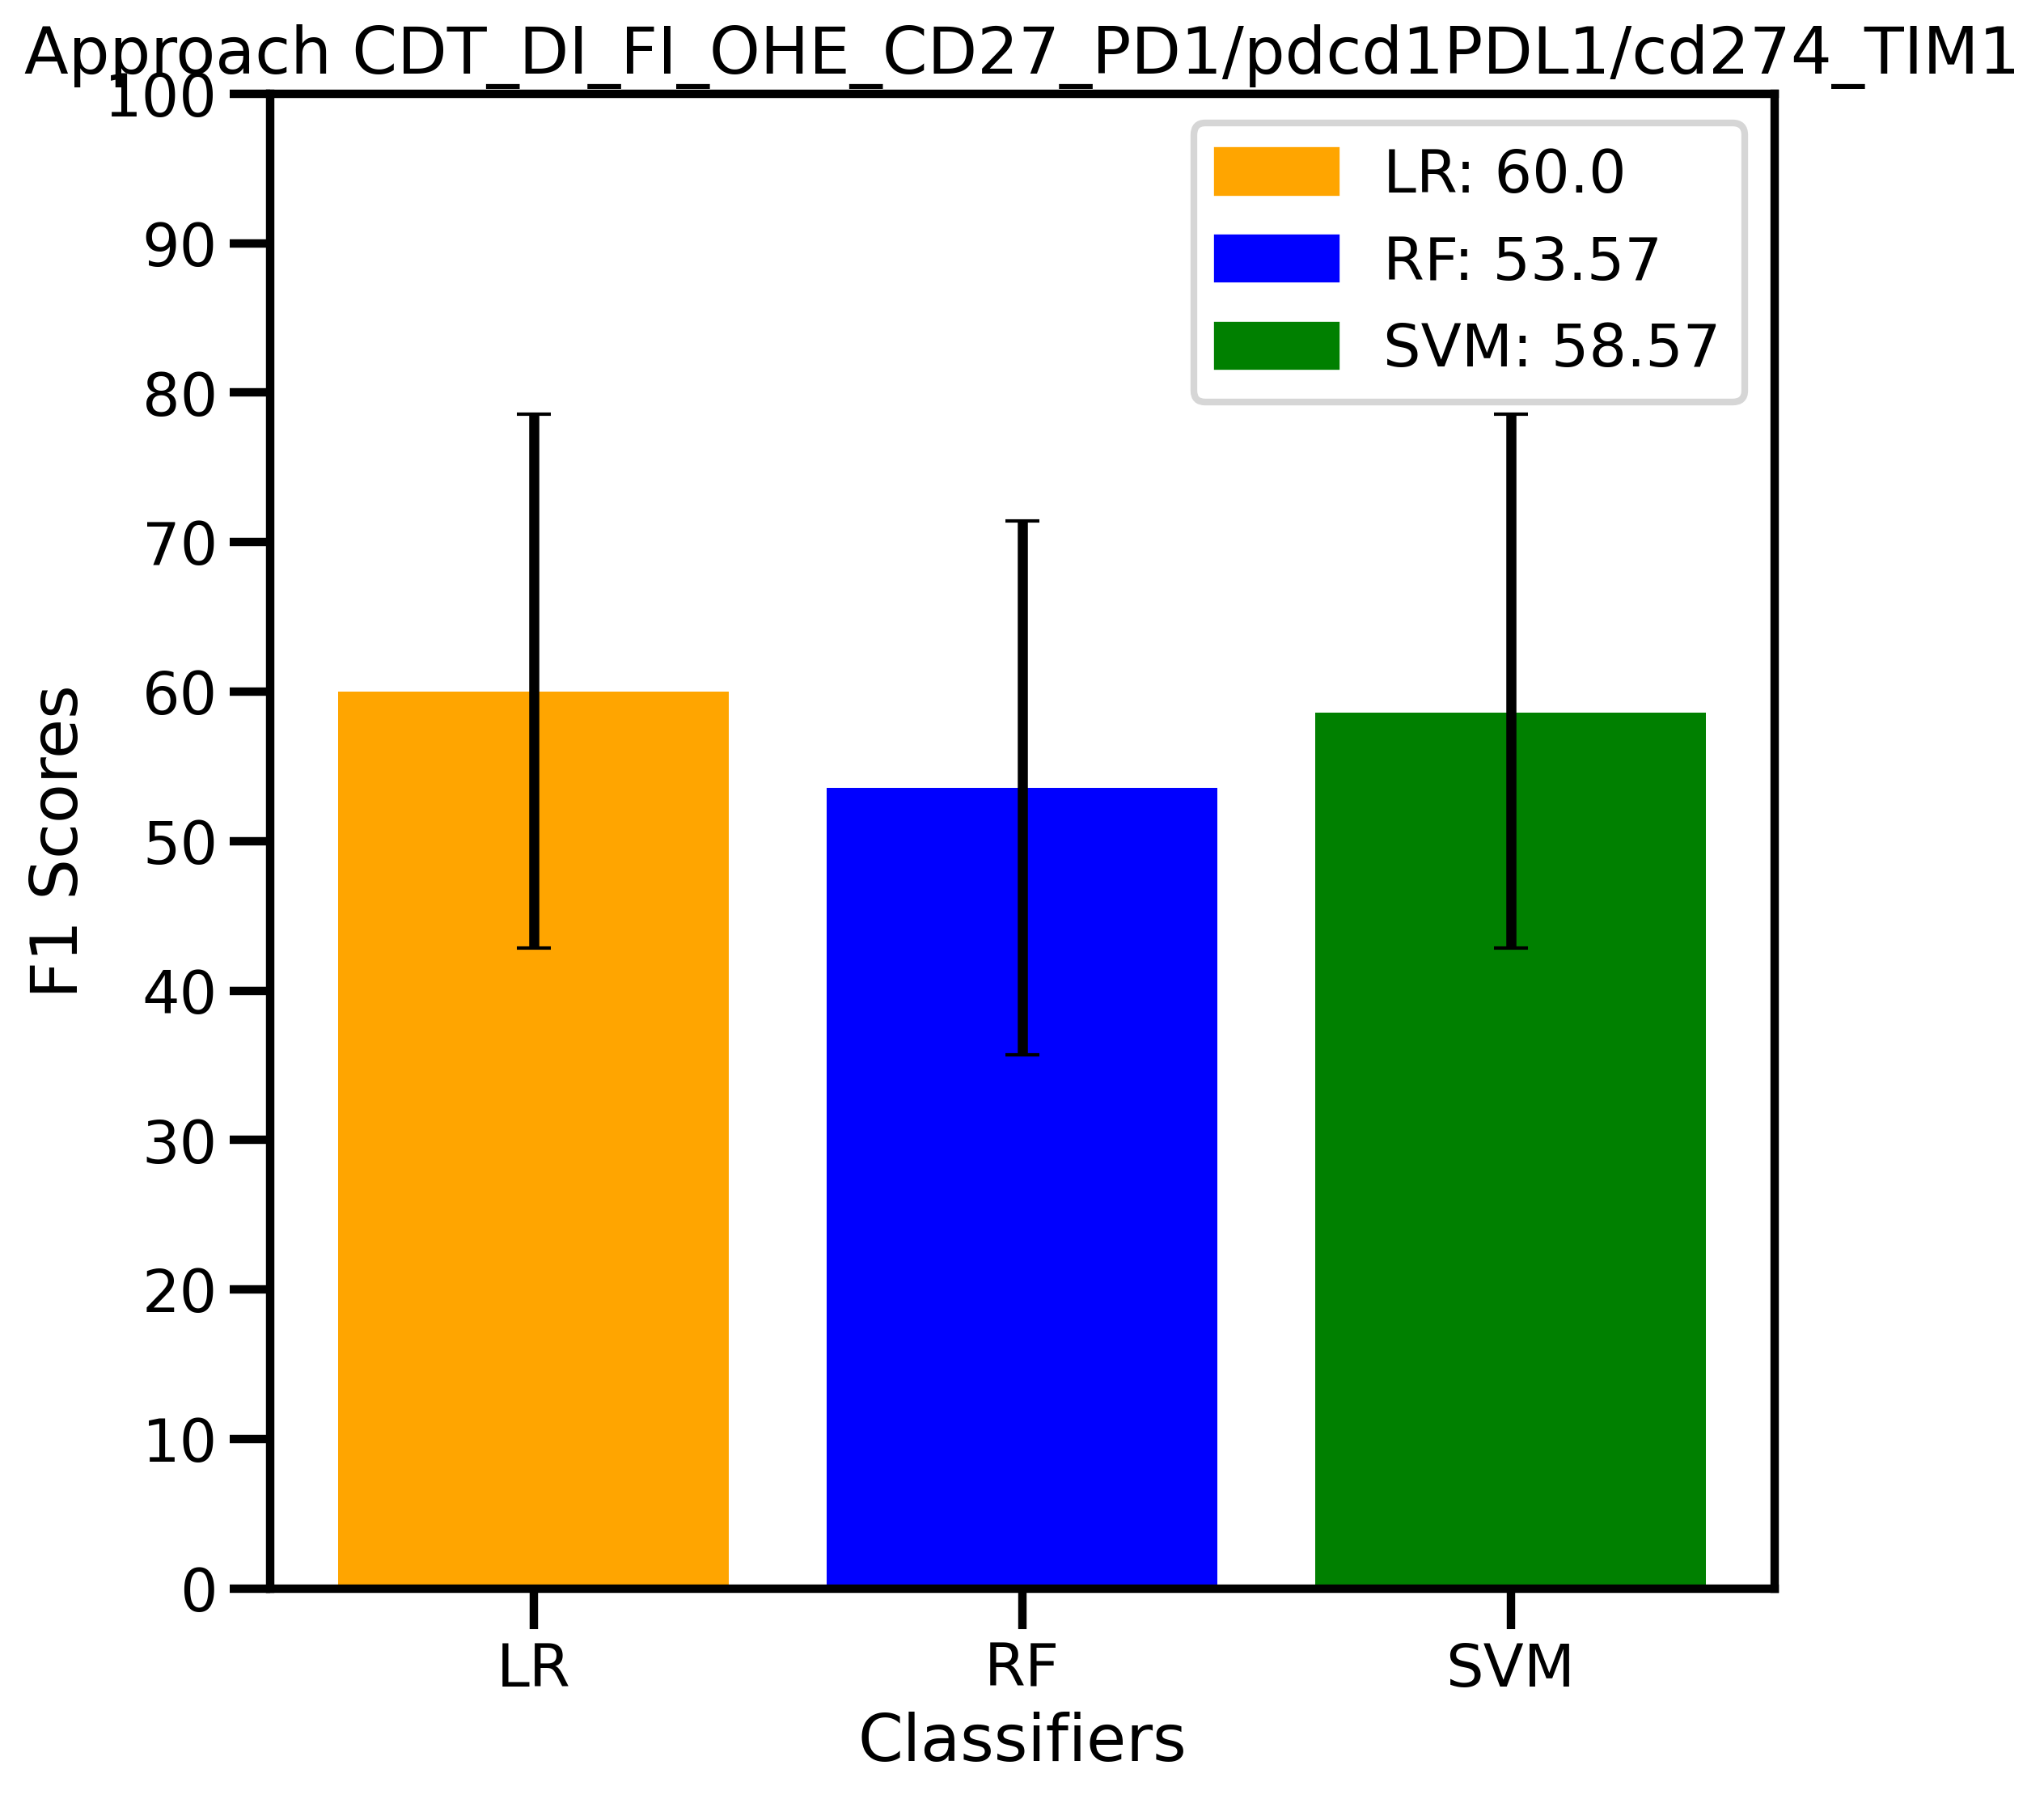 Approach CDT_DI_FI_OHE_CD27_PD1/pdcd1PDL1/cd274_TIM1
LR: 60.0
RF: 53.57
SVM: 58.57
100
90
80
70
60
50
40
30
20
10
0
F1 Scores
LR
RF
SVM
Classifiers